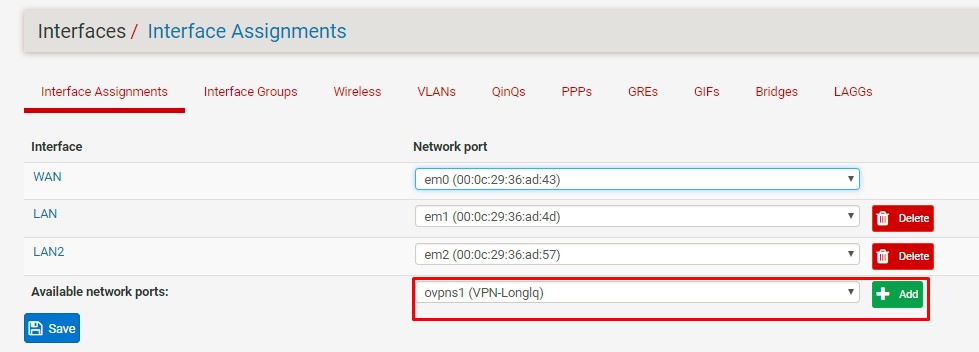 Interfaces / Interface Assignments
Interface Assignments Interface Groups Wireless VLANs QinQs PPPs GREs GIFs Bridges LAGGs
Interface Network port
WAN em0 (00:0c:29:36:ad:43)
LAN em1 (00:0c:29:36:ad:4d) Delete
LAN2 em2 (00:0c:29:36:ad:57) Delete
Available network ports: ovpns1 (VPN-Longlq) Add
Save